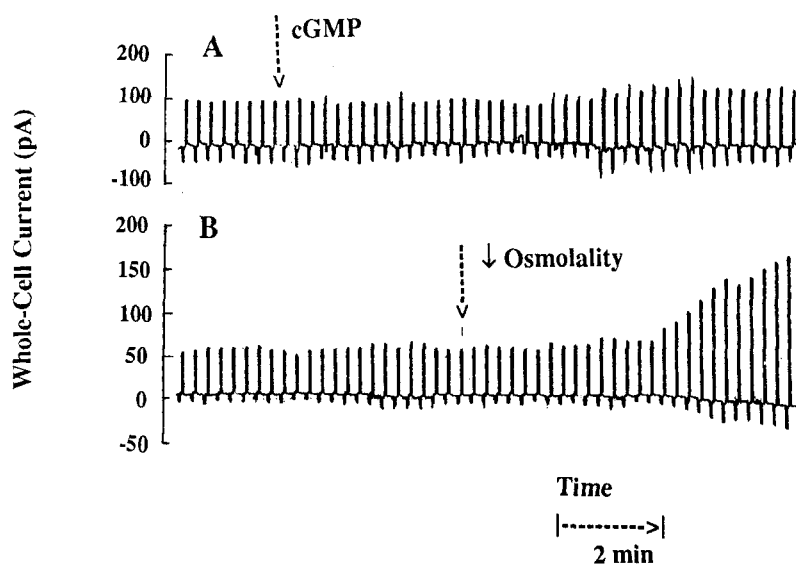 Whole-Cell Current (pA)
A
cGMP
200
100
0
-100
B
↓ Osmolality
200
150
100
50
0
-50
Time
2 min